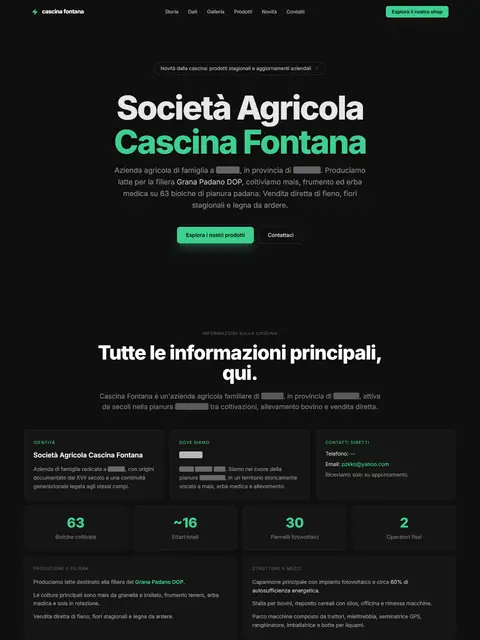 cascina fontana
Storia Dati Galleria Prodotti Novità Contatti
Esplora il nostro shop
Novità dalla cascina: prodotti stagionali e aggiornamenti aziendali
Società Agricola
Cascina Fontana
Azienda agricola di famiglia a , in provincia di . Produciamo
latte per la filiera Grana Padano DOP, coltiviamo mais, frumento ed erba
medica su 63 biolche di pianura padana. Vendita diretta di fieno, fiori
stagionali e legna da ardere.
Esplora i nostri prodotti
Contattaci
INFORMAZIONI SULLA CASCINA
Tutte le informazioni principali,
qui.
Cascina Fontana è un'azienda agricola familiare di , in provincia di , attiva
da secoli nella pianura tra coltivazioni, allevamento bovino e vendita diretta.
IDENTITÀ
Società Agricola Cascina Fontana
Azienda di famiglia radicata a , con origini
documentate dal XVII secolo e una continuità
generazionale legata agli stessi campi.
DOVE SIAMO
. Siamo nel cuore della
pianura , in un territorio storicamente
vocato a mais, erba medica e allevamento.
CONTATTI DIRETTI
Telefono: —
Email: pzkko@yahoo.com
Riceviamo solo su appuntamento.
63
Biolche coltivate
~16
Ettari totali
30
Pannelli fotovoltaici
2
Operatori fissi
PRODUZIONE E FILIERA
Produciamo latte destinato alla filiera del Grana Padano DOP.
Le colture principali sono mais da granella e insilato, frumento tenero, erba
medica e soia in rotazione.
Vendita diretta di fieno, fiori stagionali e legna da ardere.
STRUTTURE E MEZZI
Capannone principale con impianto fotovoltaico e circa 60% di
autosufficienza energetica.
Stalla per bovini, deposito cereali con silos, officina e rimessa macchine.
Parco macchine composto da trattori, mietitrebbia, seminatrice GPS,
ranghinatore, imballatrice e botte per liquami.